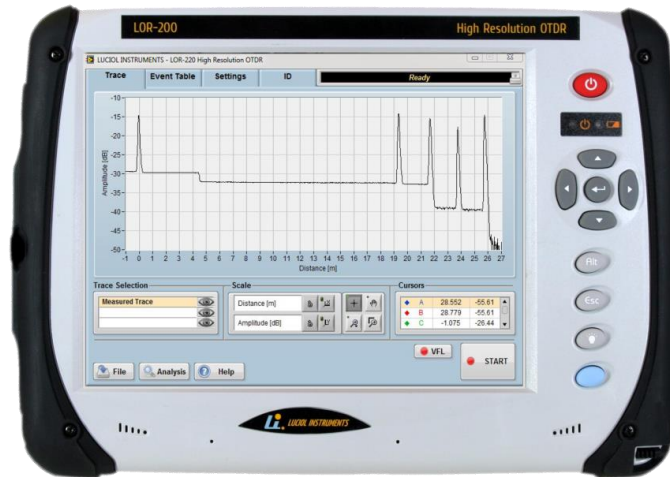 LOR-200
High Resolution OTDR
LUCIOL INSTRUMENTS - LOR-220 High Resolution OTDR
Trace Event Table Settings ID Ready
Amplitude [dB]
-10
-15
-20
-25
-30
-35
-40
-45
-50
-1 0 1 2 3 4 5 6 7 8 9 10 11 12 13 14 15 16 17 18 19 20 21 22 23 24 25 26 27
Distance [m]
Trace Selection Scale Cursors
Measured Trace
Distance [m]
Amplitude [dB]
A 28.552 -55.61
B 28.779 -55.61
C -1.075 -26.44
VFL
START
File Analysis Help
Alt
Esc
Li. LUCIOL INSTRUMENTS